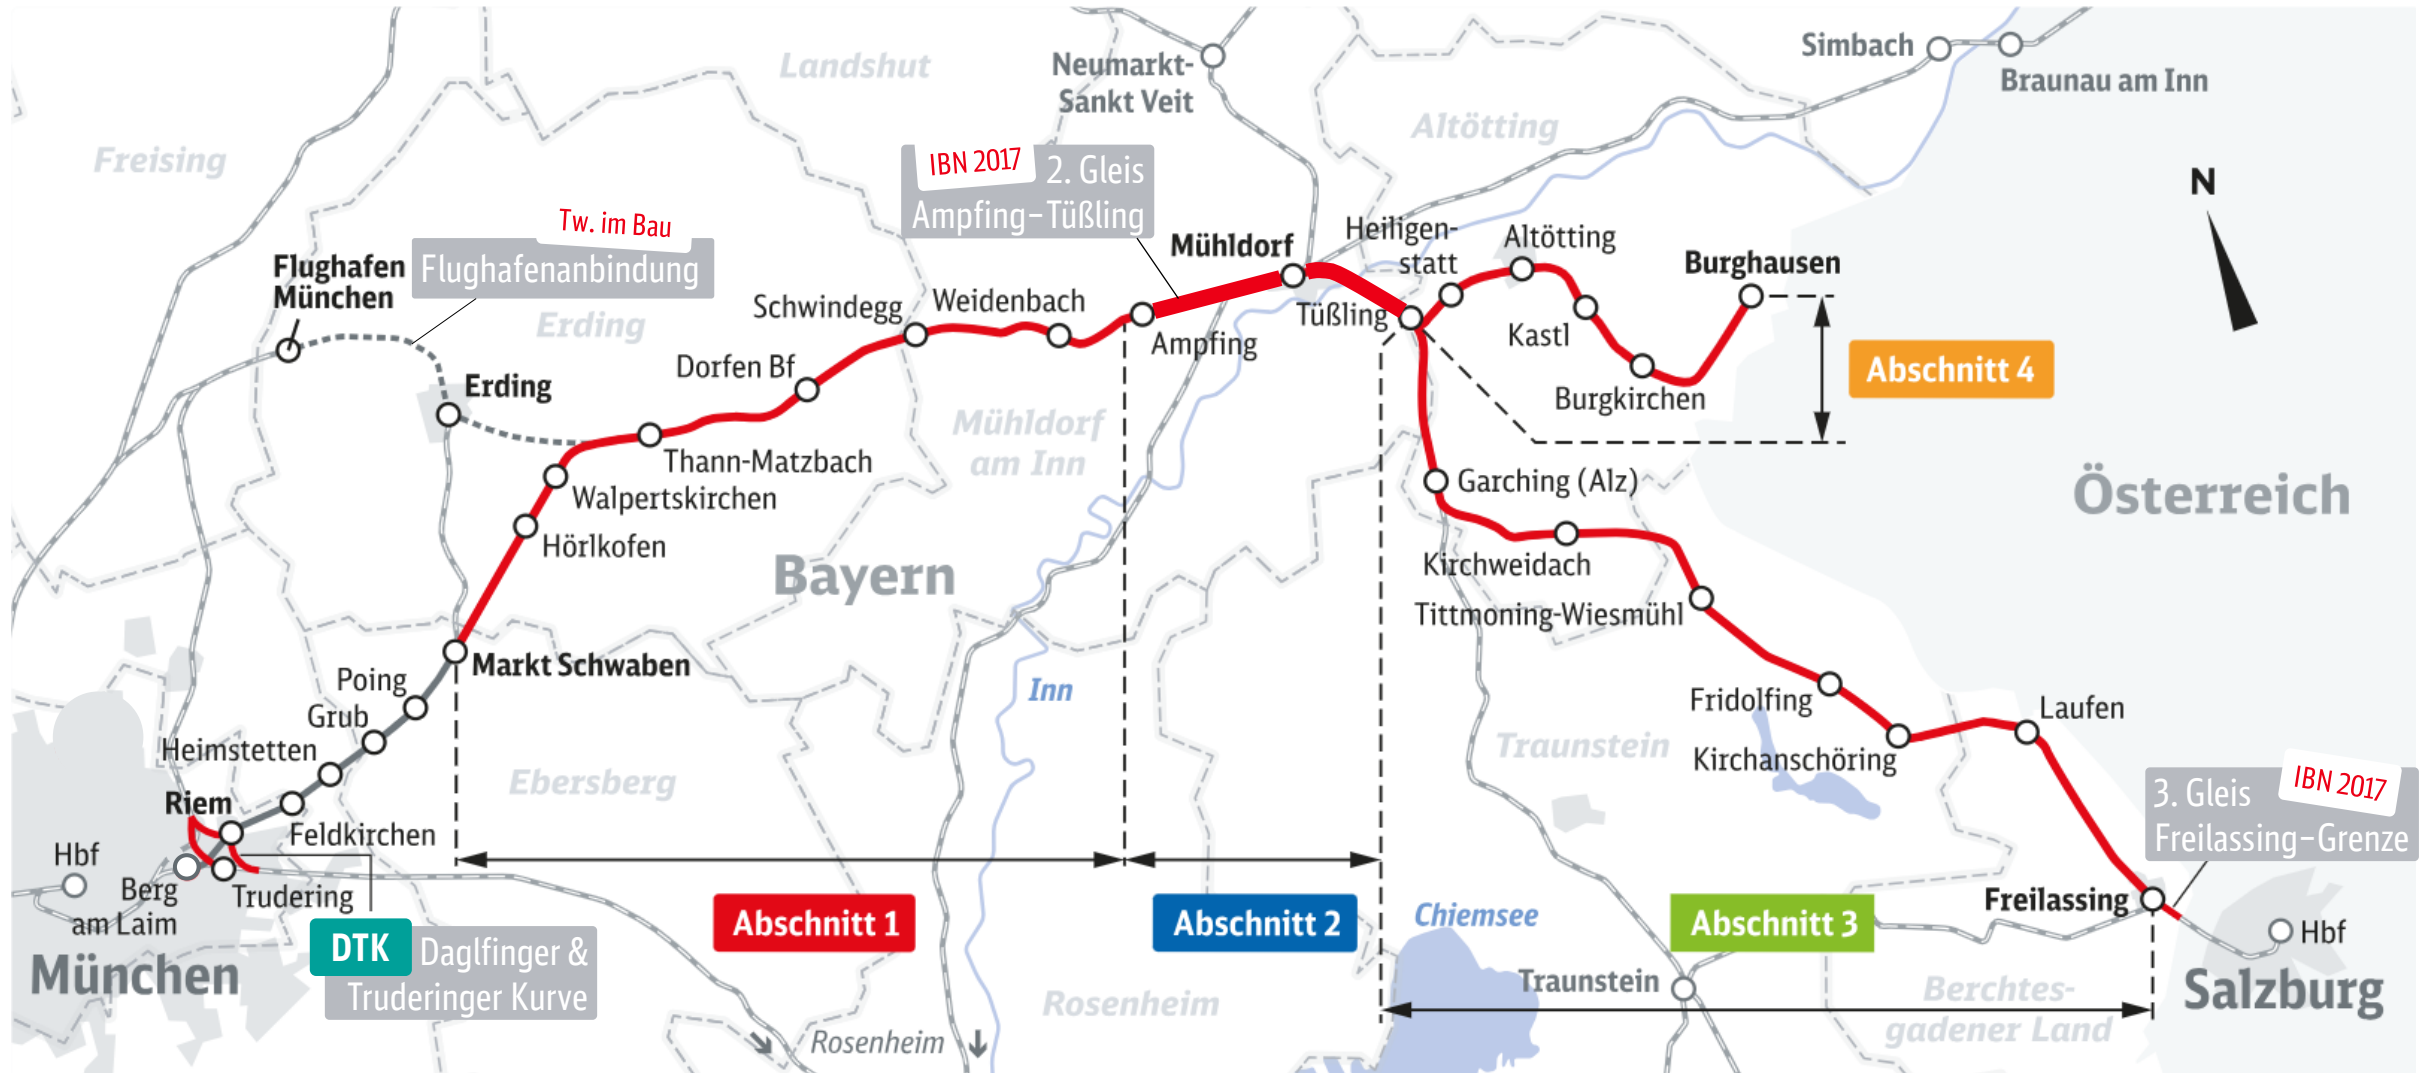 Landshut
Neumarkt-
Sankt Veit
Simbach
Braunau am Inn
Altötting
Freising
IBN 2017
2. Gleis
Ampfing–Tüßling
N
Tw. im Bau
Flughafenanbindung
Flughafen
München
Erding
Mühldorf
Heiligen-
statt
Altötting
Burghausen
Schwindegg
Weidenbach
Tüßling
Ampfing
Kastl
Abschnitt 4
Dorfen Bf
Burgkirchen
Erding
Mühldorf
am Inn
Thann-Matzbach
Walpertskirchen
Garching (Alz)
Österreich
Hörlkofen
Bayern
Kirchweidach
Tittmoning-Wiesmühl
Markt Schwaben
Poing
Inn
Fridolfing
Laufen
Grub
Heimstetten
Traunstein
Kirchanschöring
Ebersberg
Riem
Feldkirchen
3. Gleis
IBN 2017
Freilassing–Grenze
Hbf
Berg
am Laim
Trudering
Freilassing
Abschnitt 1
Abschnitt 2
Chiemsee
Abschnitt 3
Hbf
DTK
Daglfinger &
Truderinger Kurve
München
Traunstein
Salzburg
Rosenheim
Berchtes-
gadener Land
Rosenheim